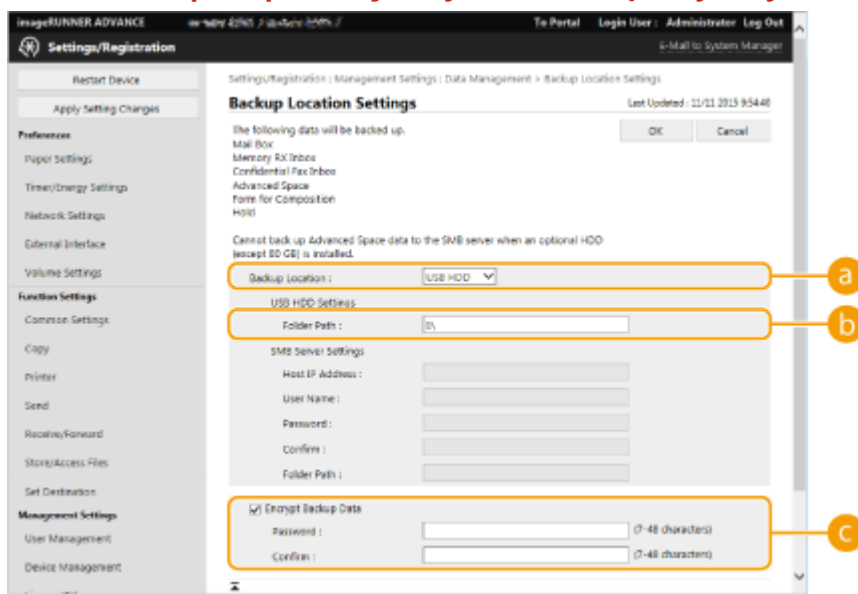 imageRUNNER ADVANCE
To Portal Login User : Administrator Log Out
Settings/Registration
E-Mail to System Manager
Restart Device
Apply Setting Changes
Preferences
Paper Settings
Timer/Energy Settings
Network Settings
External Interface
Volume Settings
Function Settings
Common Settings
Copy
Printer
Send
Receive/Forward
Store/Access Files
Set Destination
Management Settings
User Management
Device Management
Settings/Registration : Management Settings : Data Management > Backup Location Settings
Backup Location Settings
Last Updated : 11/11 2015 9:54:40
The following data will be backed up.
OK Cancel
Mail Box
Memory RX Inbox
Confidential Fax Inbox
Advanced Space
Form for Composition
Hold
Cannot back up Advanced Space data to the SMB server when an optional HDD
(except 80 GB) is installed.
Backup Location : USB HDD
a
USB HDD Settings
Folder Path :
b
SMB Server Settings
Host IP Address :
User Name :
Password :
Confirm :
Folder Path :
Encrypt Backup Data
Password : (7-48 characters)
c
Confirm : (7-48 characters)